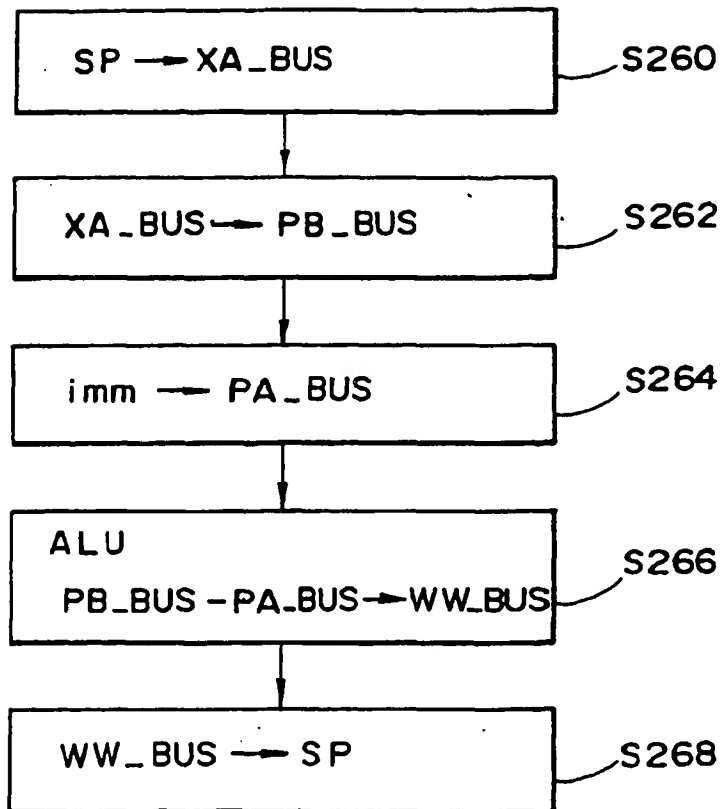 SP → XA_BUS
S260
XA_BUS → PB_BUS
S262
imm → PA_BUS
S264
ALU
PB_BUS - PA_BUS → WW_BUS
S266
WW_BUS → SP
S268